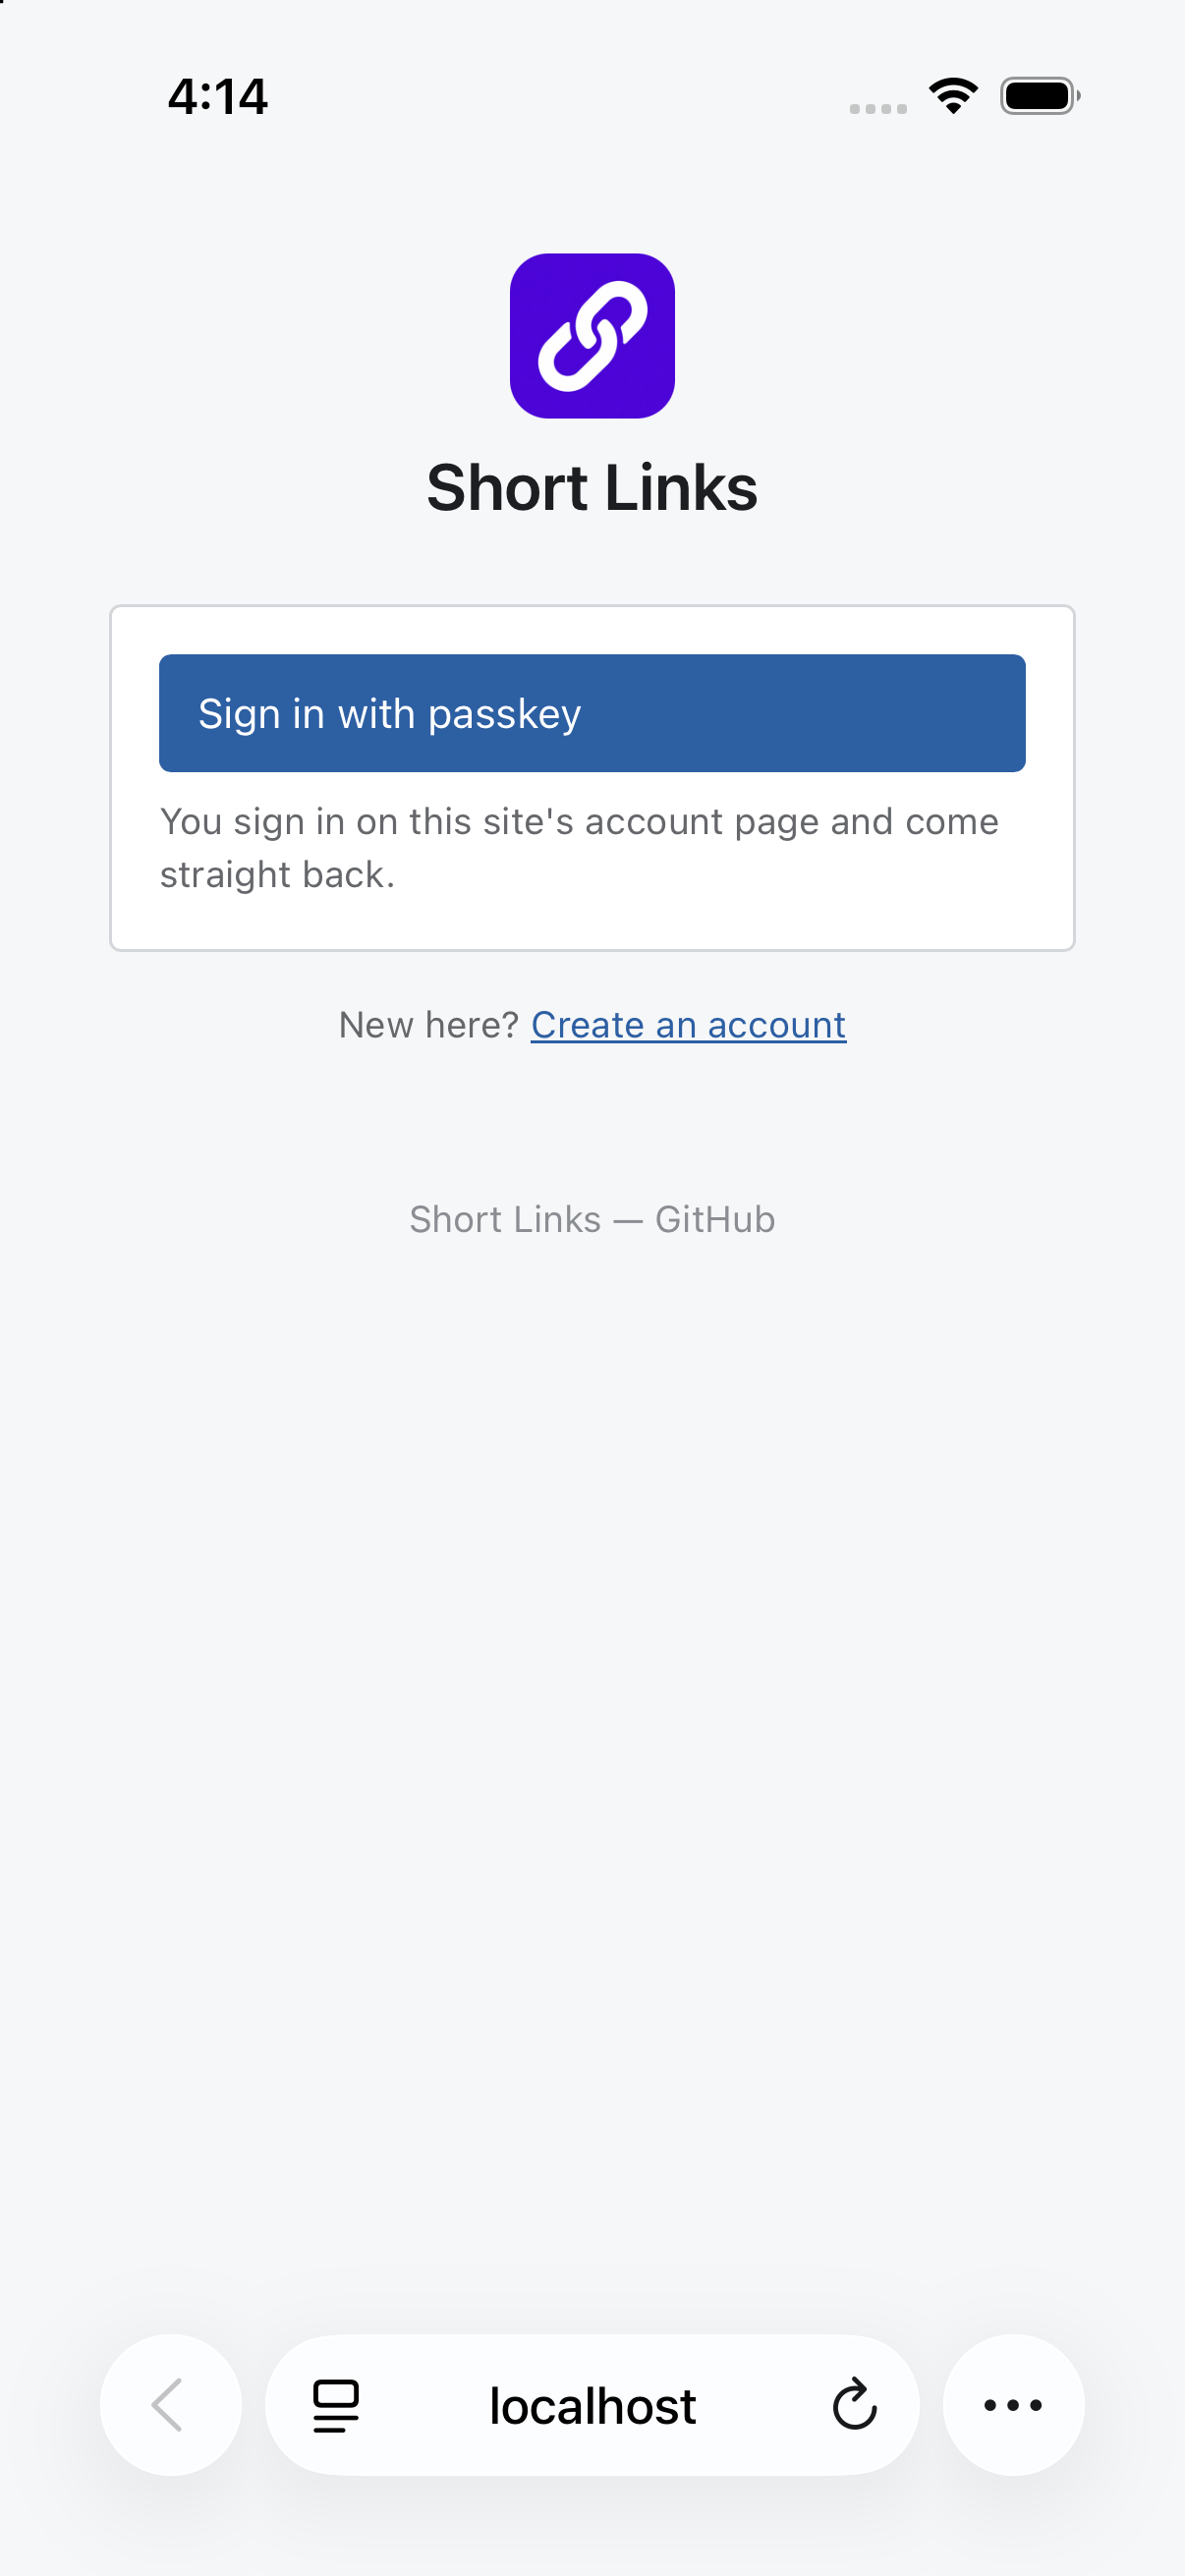 4:14
Short Links
Sign in with passkey
You sign in on this site's account page and come
straight back.
New here? Create an account
Short Links — GitHub
localhost